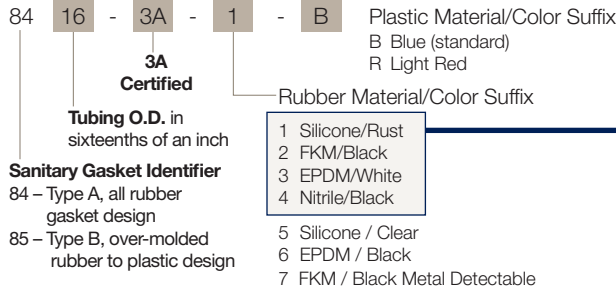 84 16 - 3A - 1 - B
Plastic Material/Color Suffix
B Blue (standard)
R Light Red
3A
Certified
Rubber Material/Color Suffix
Tubing O.D. in
sixteenths of an inch
1 Silicone/Rust
2 FKM/Black
3 EPDM/White
4 Nitrile/Black
Sanitary Gasket Identifier
84 – Type A, all rubber
gasket design
85 – Type B, over-molded
rubber to plastic design
5 Silicone / Clear
6 EPDM / Black
7 FKM / Black Metal Detectable